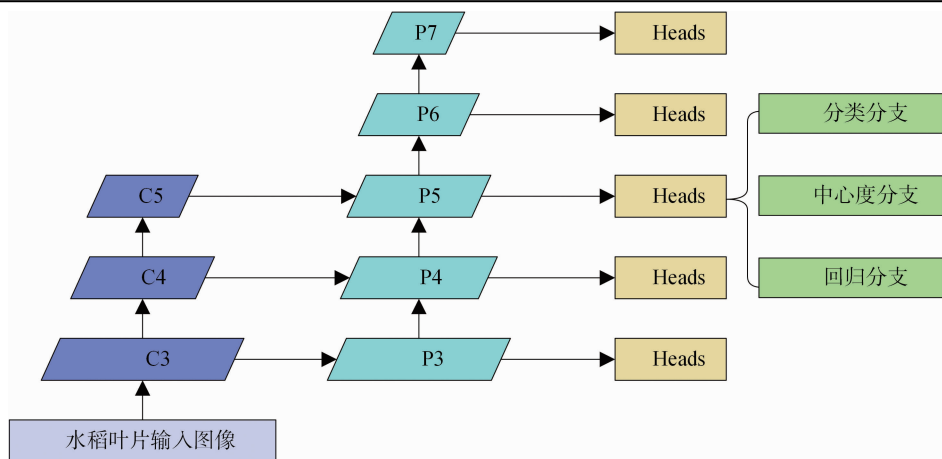 P7 Heads
P6 Heads 分类分支
C5 P5 Heads 中心度分支
C4 P4 Heads 回归分支
C3 P3 Heads
水稻叶片输入图像